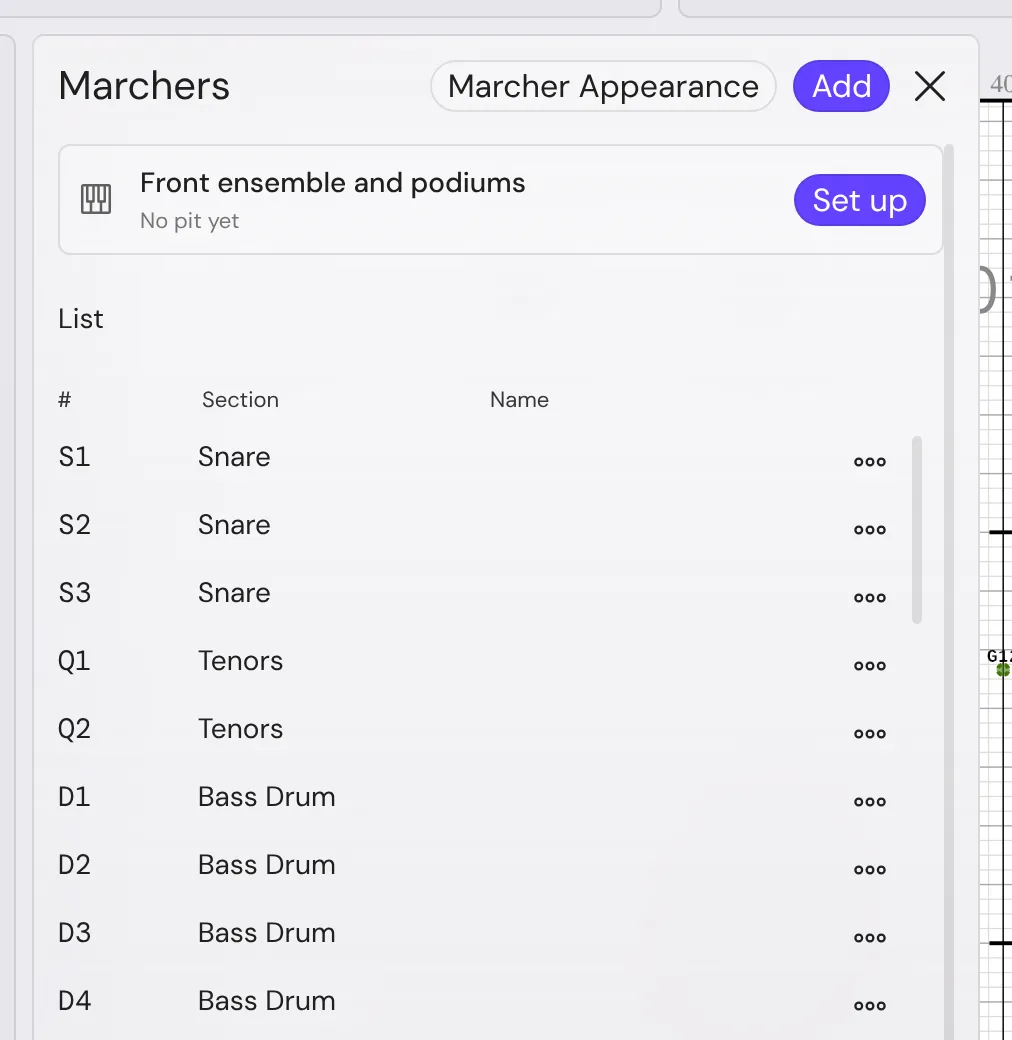 Marchers
Marcher Appearance
Add
40
Front ensemble and podiums
No pit yet
Set up
List
# Section Name
S1 Snare
S2 Snare
S3 Snare
Q1 Tenors
G12
Q2 Tenors
D1 Bass Drum
D2 Bass Drum
D3 Bass Drum
D4 Bass Drum